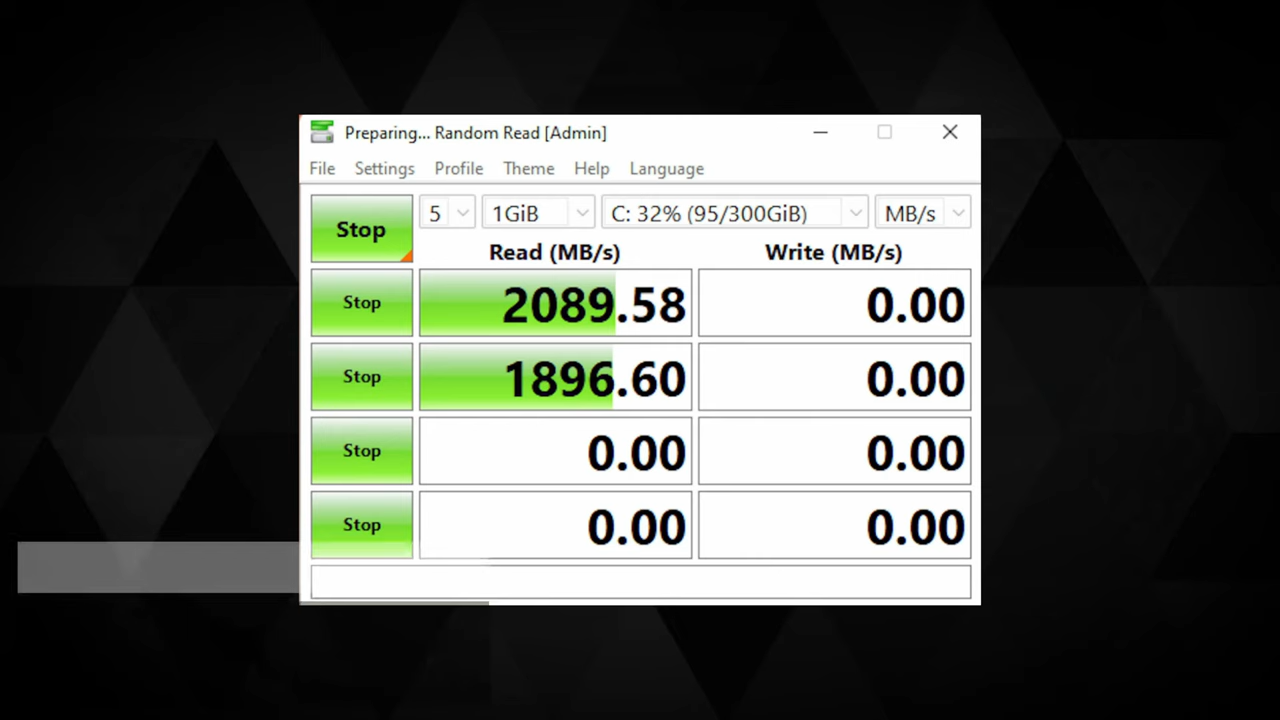 Preparing... Random Read [Admin]
File Settings Profile Theme Help Language
Stop 5 1GiB C: 32% (95/300GiB) MB/s
Read (MB/s) Write (MB/s)
Stop 2089.58 0.00
Stop 1896.60 0.00
Stop 0.00 0.00
Stop 0.00 0.00